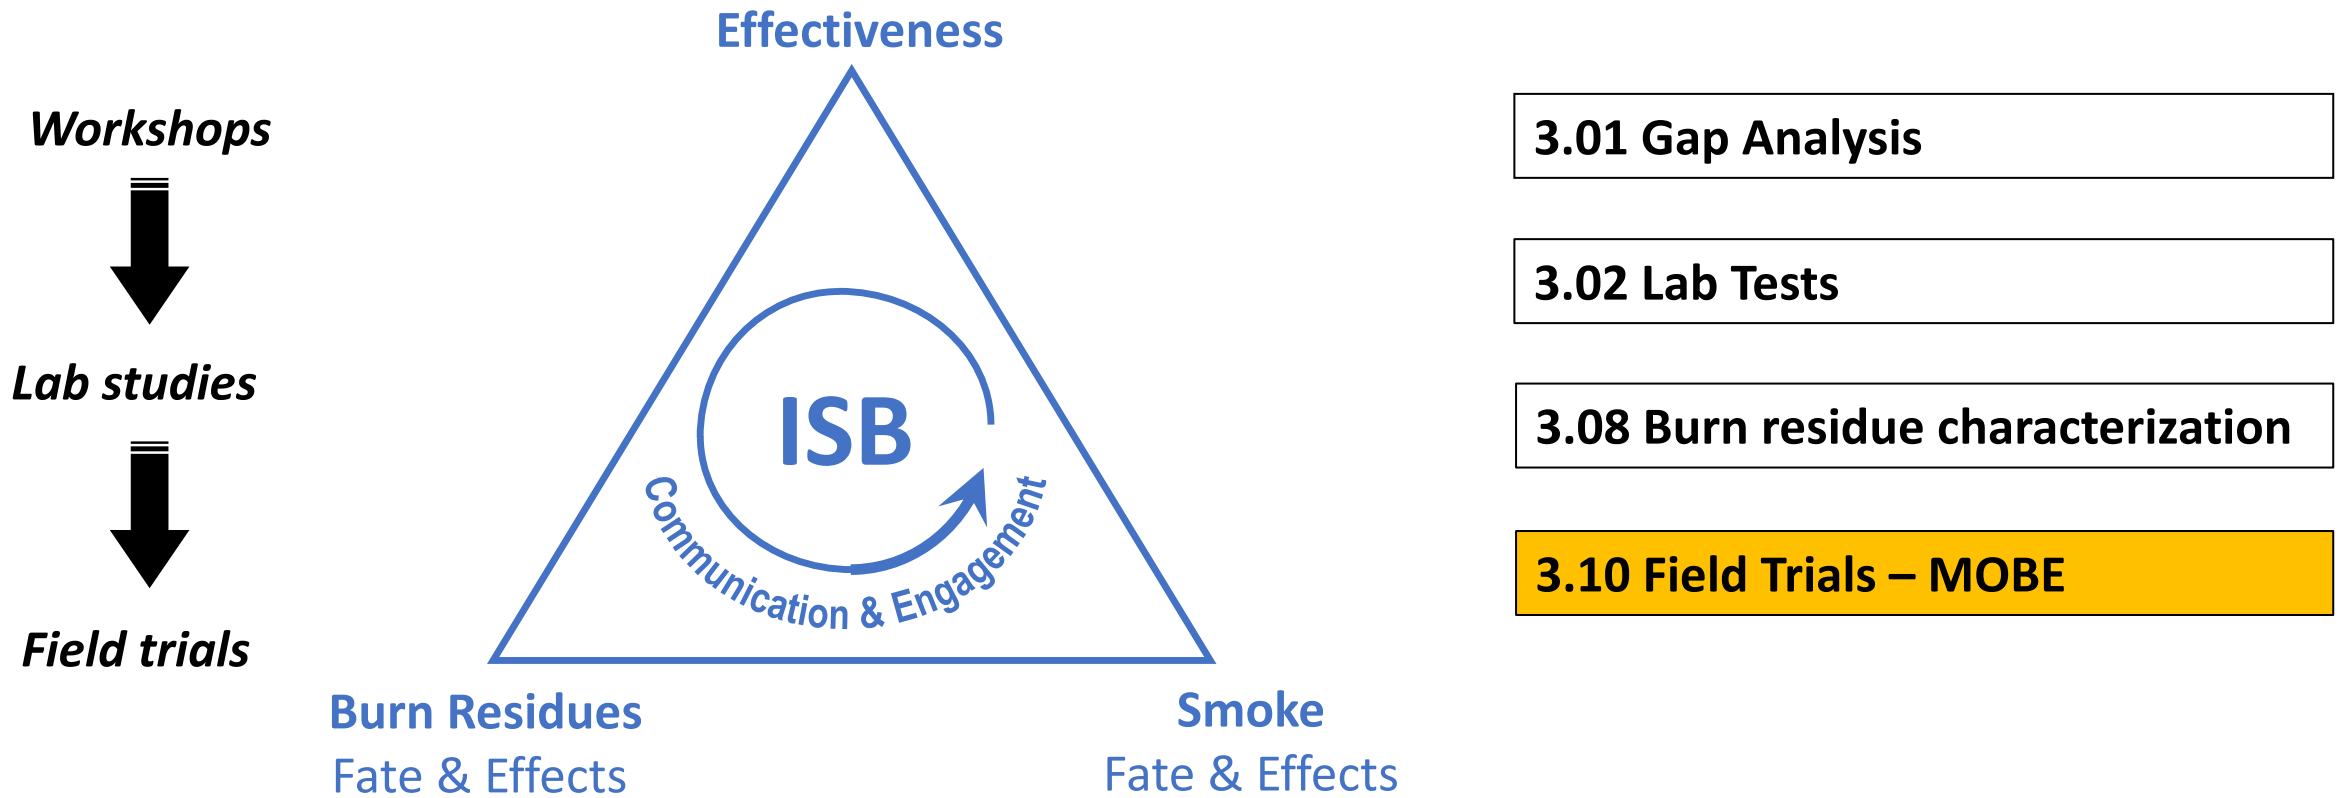 Effectiveness
Workshops
Lab studies
Field trials
ISB
Communication & Engagement
Burn Residues
Fate & Effects
Smoke
Fate & Effects
3.01 Gap Analysis
3.02 Lab Tests
3.08 Burn residue characterization
3.10 Field Trials – MOBE